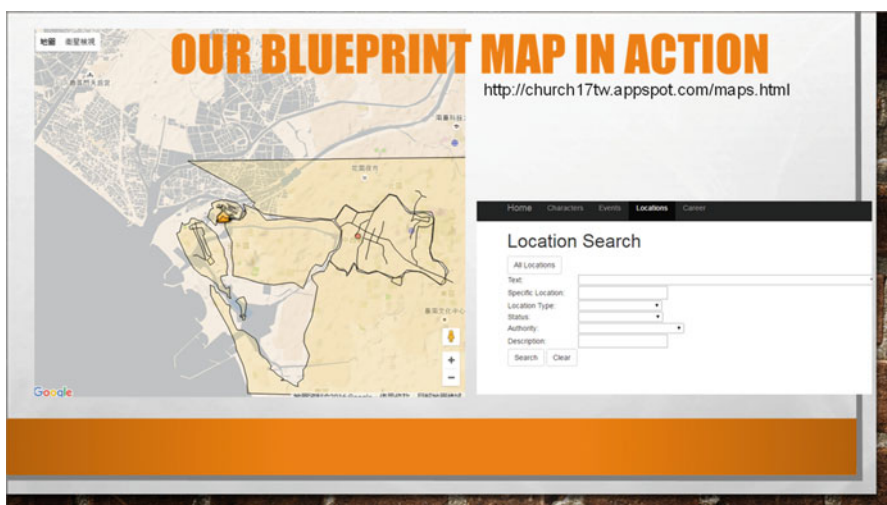 OUR BLUEPRINT MAP IN ACTION
http://church17tw.appspot.com/maps.html
地圖 衛星檢視
Google
+
−
Home Characters Events Locations Career
Location Search
All Locations
Text:
Specific Location:
Location Type:
Status:
Authority:
Description:
Search Clear